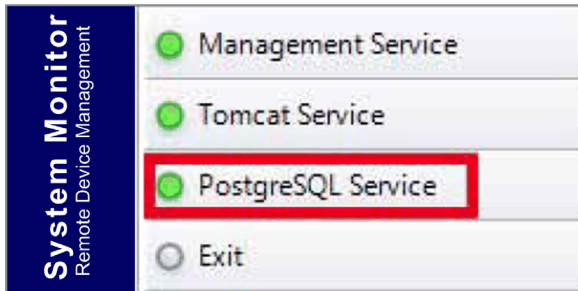 System Monitor
Remote Device Management
Management Service
Tomcat Service
PostgreSQL Service
Exit